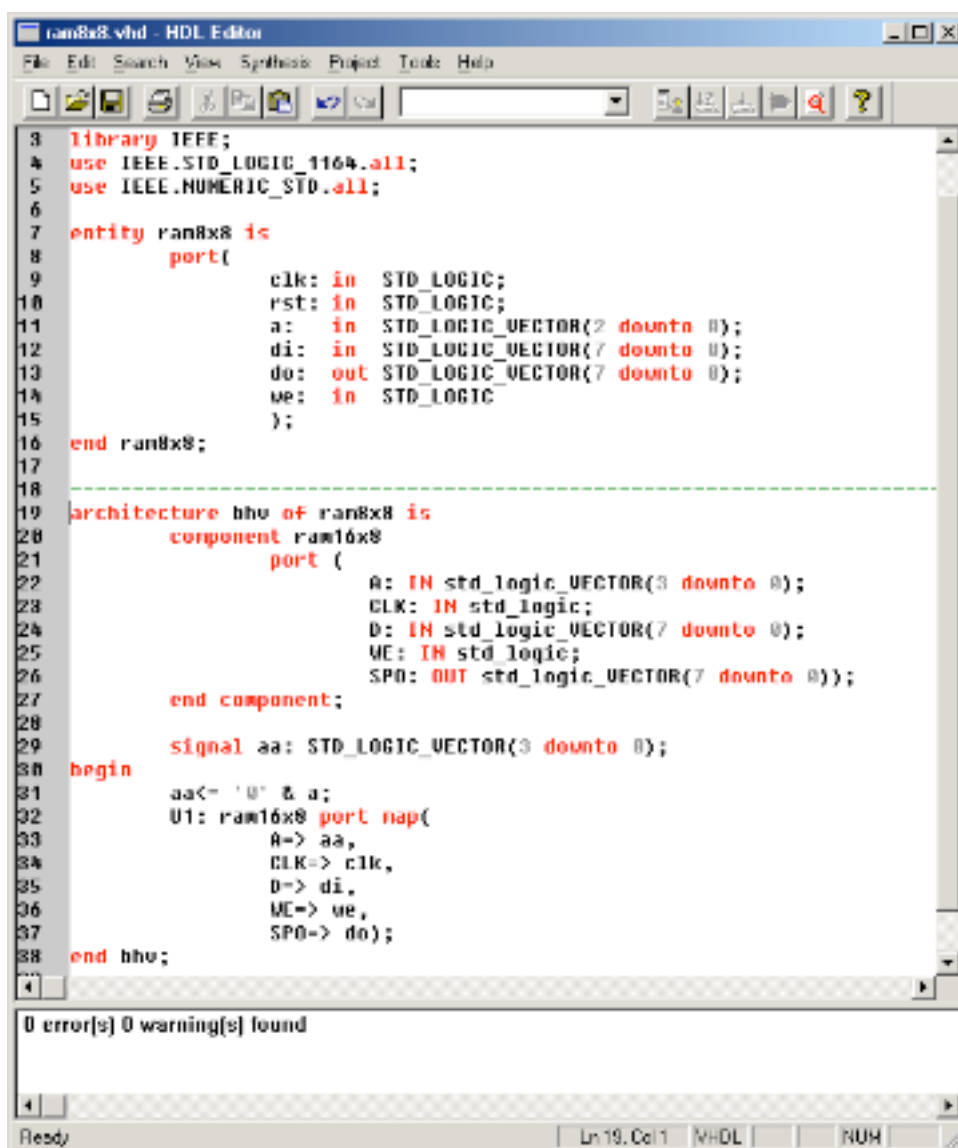 ram8x8.vhd - HDL Editor
File Edit Search View Synthesis Project Tools Help
3 library IEEE;
4 use IEEE.STD_LOGIC_1164.all;
5 use IEEE.NUMERIC_STD.all;
6
7 entity ram8x8 is
8 port(
9 clk: in STD_LOGIC;
10 rst: in STD_LOGIC;
11 a: in STD_LOGIC_VECTOR(2 downto 0);
12 di: in STD_LOGIC_VECTOR(7 downto 0);
13 do: out STD_LOGIC_VECTOR(7 downto 0);
14 we: in STD_LOGIC
15 );
16 end ram8x8;
17
18 --------------------------------------------------------------
19 architecture bhv of ram8x8 is
20 component ram16x8
21 port (
22 A: IN std_logic_VECTOR(3 downto 0);
23 CLK: IN std_logic;
24 D: IN std_logic_VECTOR(7 downto 0);
25 WE: IN std_logic;
26 SPO: OUT std_logic_VECTOR(7 downto 0));
27 end component;
28
29 signal aa: STD_LOGIC_VECTOR(3 downto 0);
30 begin
31 aa<= '0' & a;
32 U1: ram16x8 port map(
33 A=> aa,
34 CLK=> clk,
35 D=> di,
36 WE=> we,
37 SPO=> do);
38 end bhv;
0 error(s) 0 warning(s) found
Ready Ln 19, Col 1 VHDL NUM